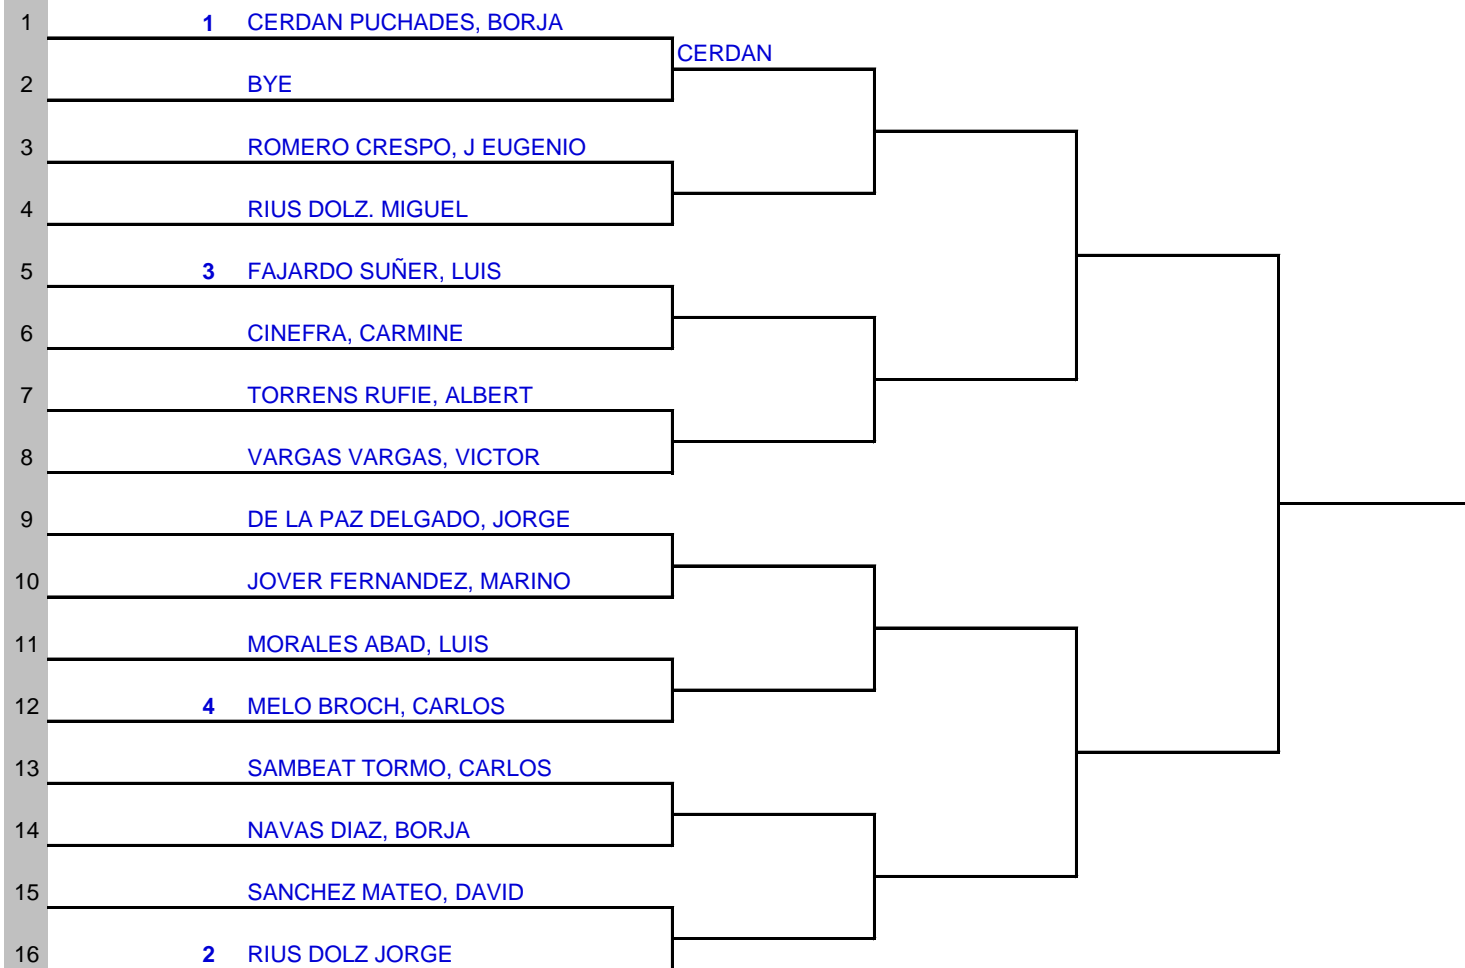 1 1 CERDAN PUCHADES, BORJA
CERDAN
2 BYE
3 ROMERO CRESPO, J EUGENIO
4 RIUS DOLZ. MIGUEL
5 3 FAJARDO SUÑER, LUIS
6 CINEFRA, CARMINE
7 TORRENS RUFIE, ALBERT
8 VARGAS VARGAS, VICTOR
9 DE LA PAZ DELGADO, JORGE
10 JOVER FERNANDEZ, MARINO
11 MORALES ABAD, LUIS
12 4 MELO BROCH, CARLOS
13 SAMBEAT TORMO, CARLOS
14 NAVAS DIAZ, BORJA
15 SANCHEZ MATEO, DAVID
16 2 RIUS DOLZ JORGE